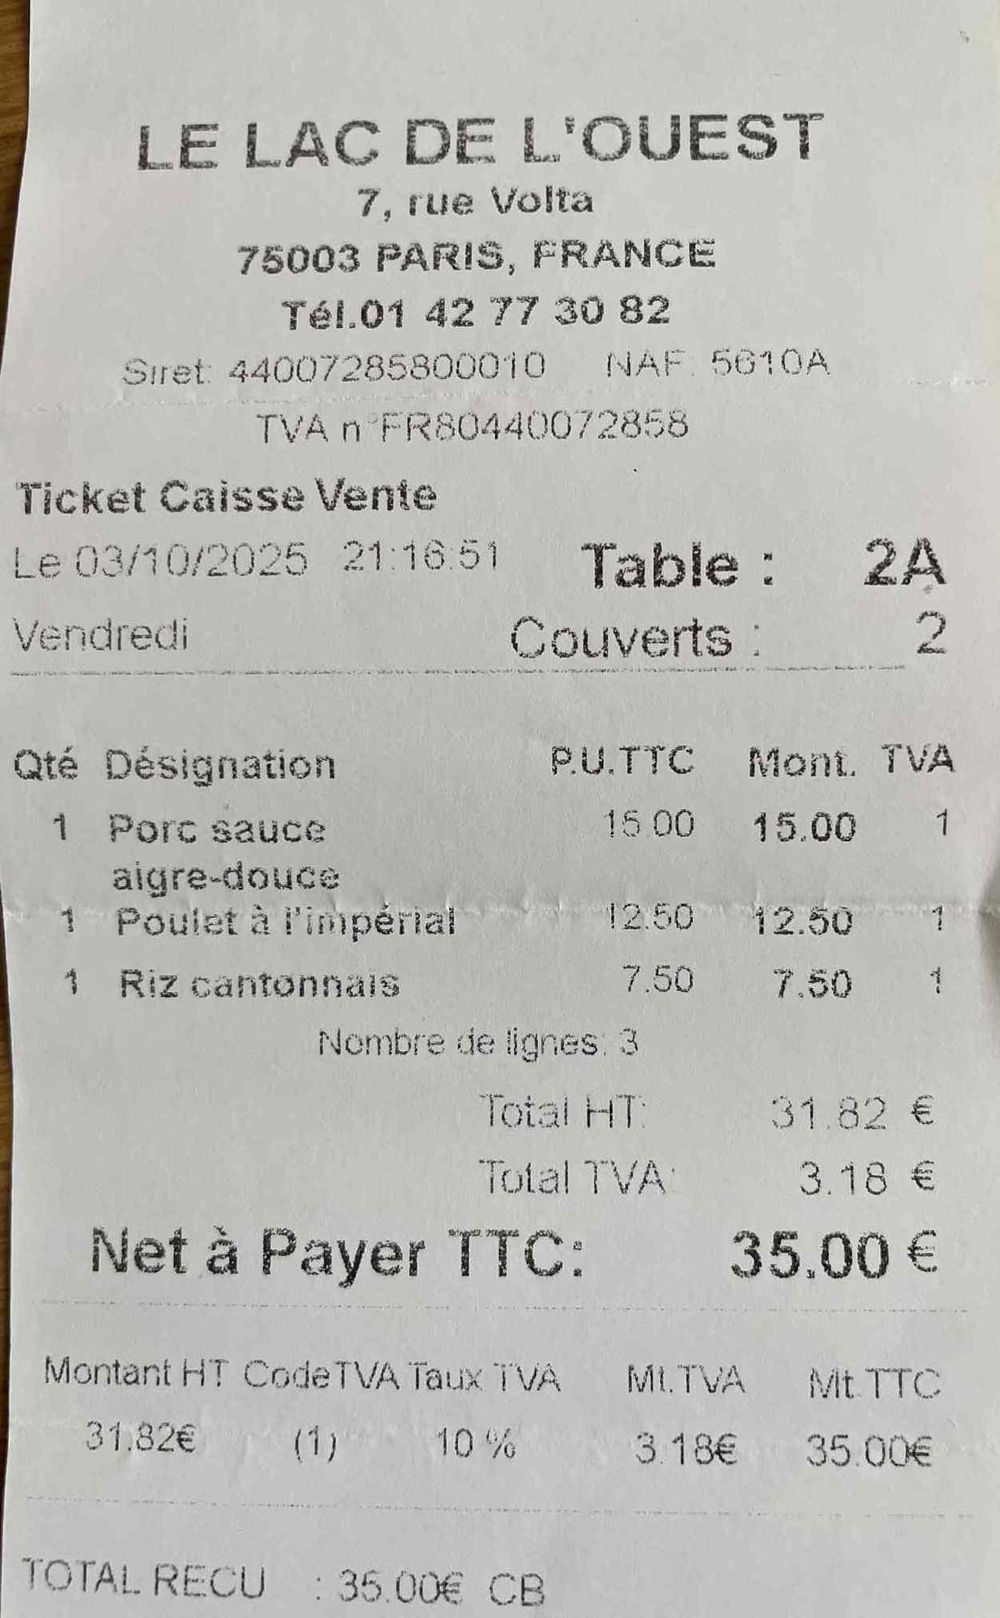 LE LAC DE L'OUEST
7, rue Volta
75003 PARIS, FRANCE
Tél.01 42 77 30 82
Siret: 44007285800010 NAF. 5610A
TVA n°FR80440072858
Ticket Caisse Vente
Le 03/10/2025 21:16:51 Table : 2A
Vendredi Couverts : 2
Qté Désignation P.U.TTC Mont. TVA
1 Porc sauce 15.00 15.00 1
aigre-douce
1 Poulet à l'impérial 12.50 12.50 1
1 Riz cantonnais 7.50 7.50 1
Nombre de lignes: 3
Total HT: 31.82 €
Total TVA: 3.18 €
Net à Payer TTC: 35.00 €
Montant HT CodeTVA Taux TVA Mt.TVA Mt.TTC
31.82€ (1) 10 % 3.18€ 35.00€
TOTAL RECU : 35.00€ CB